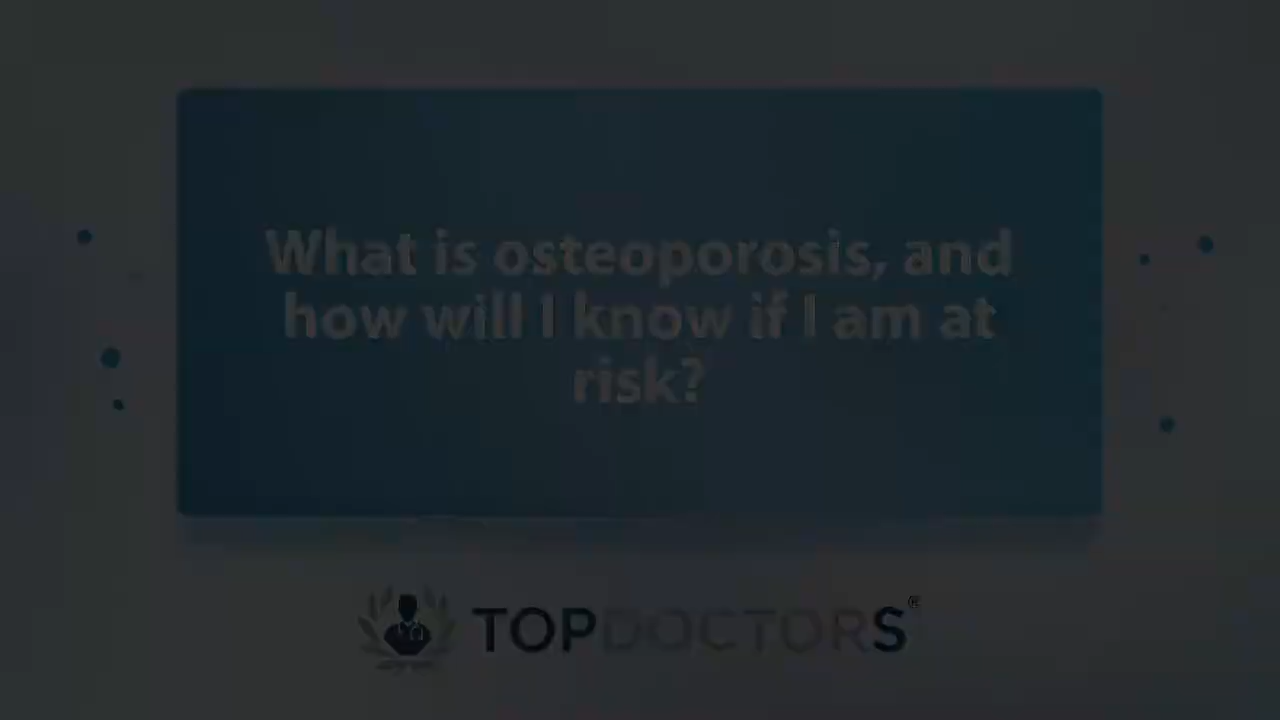 What is osteoporosis, and
how will I know if I am at
risk?
TOPDOCTORS®